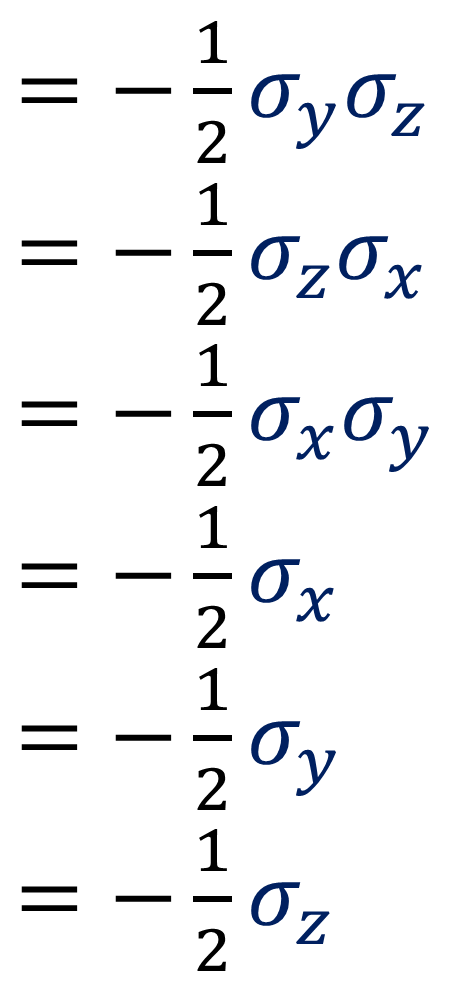 = − 1/2 σ_y σ_z
= − 1/2 σ_z σ_x
= − 1/2 σ_x σ_y
= − 1/2 σ_x
= − 1/2 σ_y
= − 1/2 σ_z